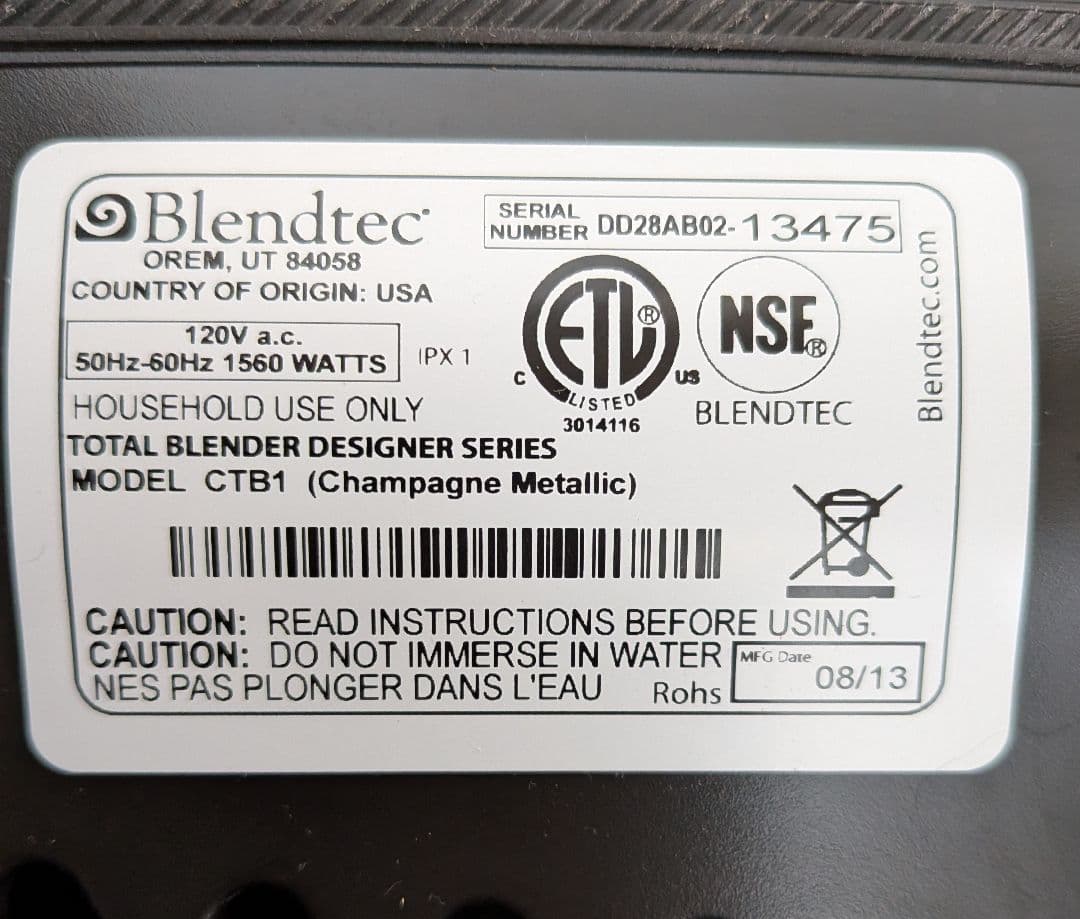 Blendtec
OREM, UT 84058
COUNTRY OF ORIGIN: USA
SERIAL NUMBER DD28AB02-13475
120V a.c.
50Hz-60Hz 1560 WATTS
IPX 1
HOUSEHOLD USE ONLY
ETL ®
C US
LISTED
3014116
NSF®
BLENDTEC
Blendtec.com
TOTAL BLENDER DESIGNER SERIES
MODEL CTB1 (Champagne Metallic)
CAUTION: READ INSTRUCTIONS BEFORE USING.
CAUTION: DO NOT IMMERSE IN WATER
NES PAS PLONGER DANS L'EAU Rohs
MFG Date 08/13